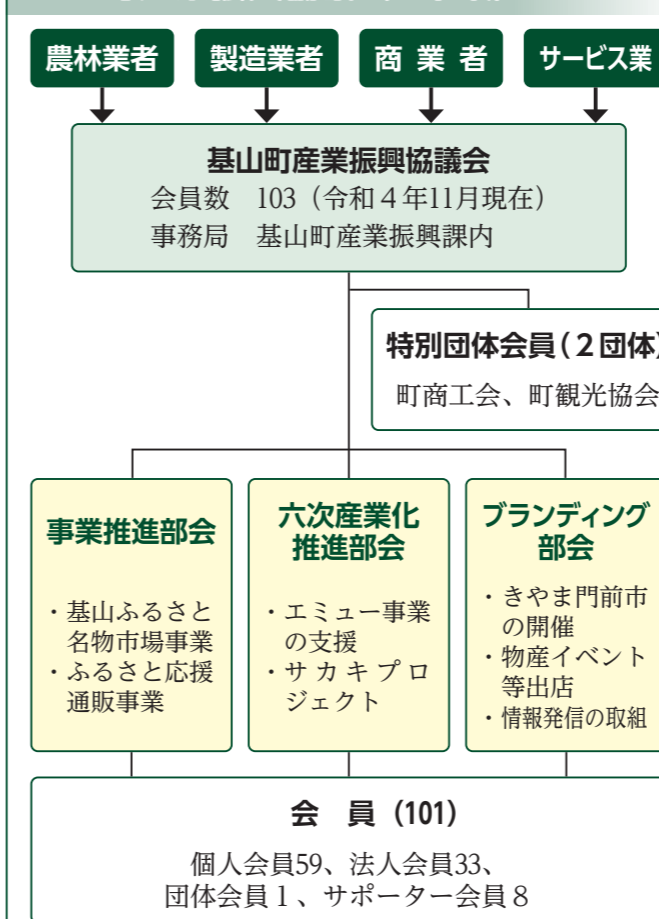 農林業者 製造業者 商業者 サービス業
基山町産業振興協議会
会員数 103（令和４年11月現在）
事務局 基山町産業振興課内
特別団体会員（２団体）
町商工会、町観光協会
事業推進部会
・基山ふるさと
名物市場事業
・ふるさと応援
通販事業
六次産業化
推進部会
・エミュー事業
の支援
・サカキプロ
ジェクト
ブランディング
部会
・きやま門前市
の開催
・物産イベント
等出店
・情報発信の取組
会 員（101）
個人会員59、法人会員33、
団体会員１、サポーター会員８